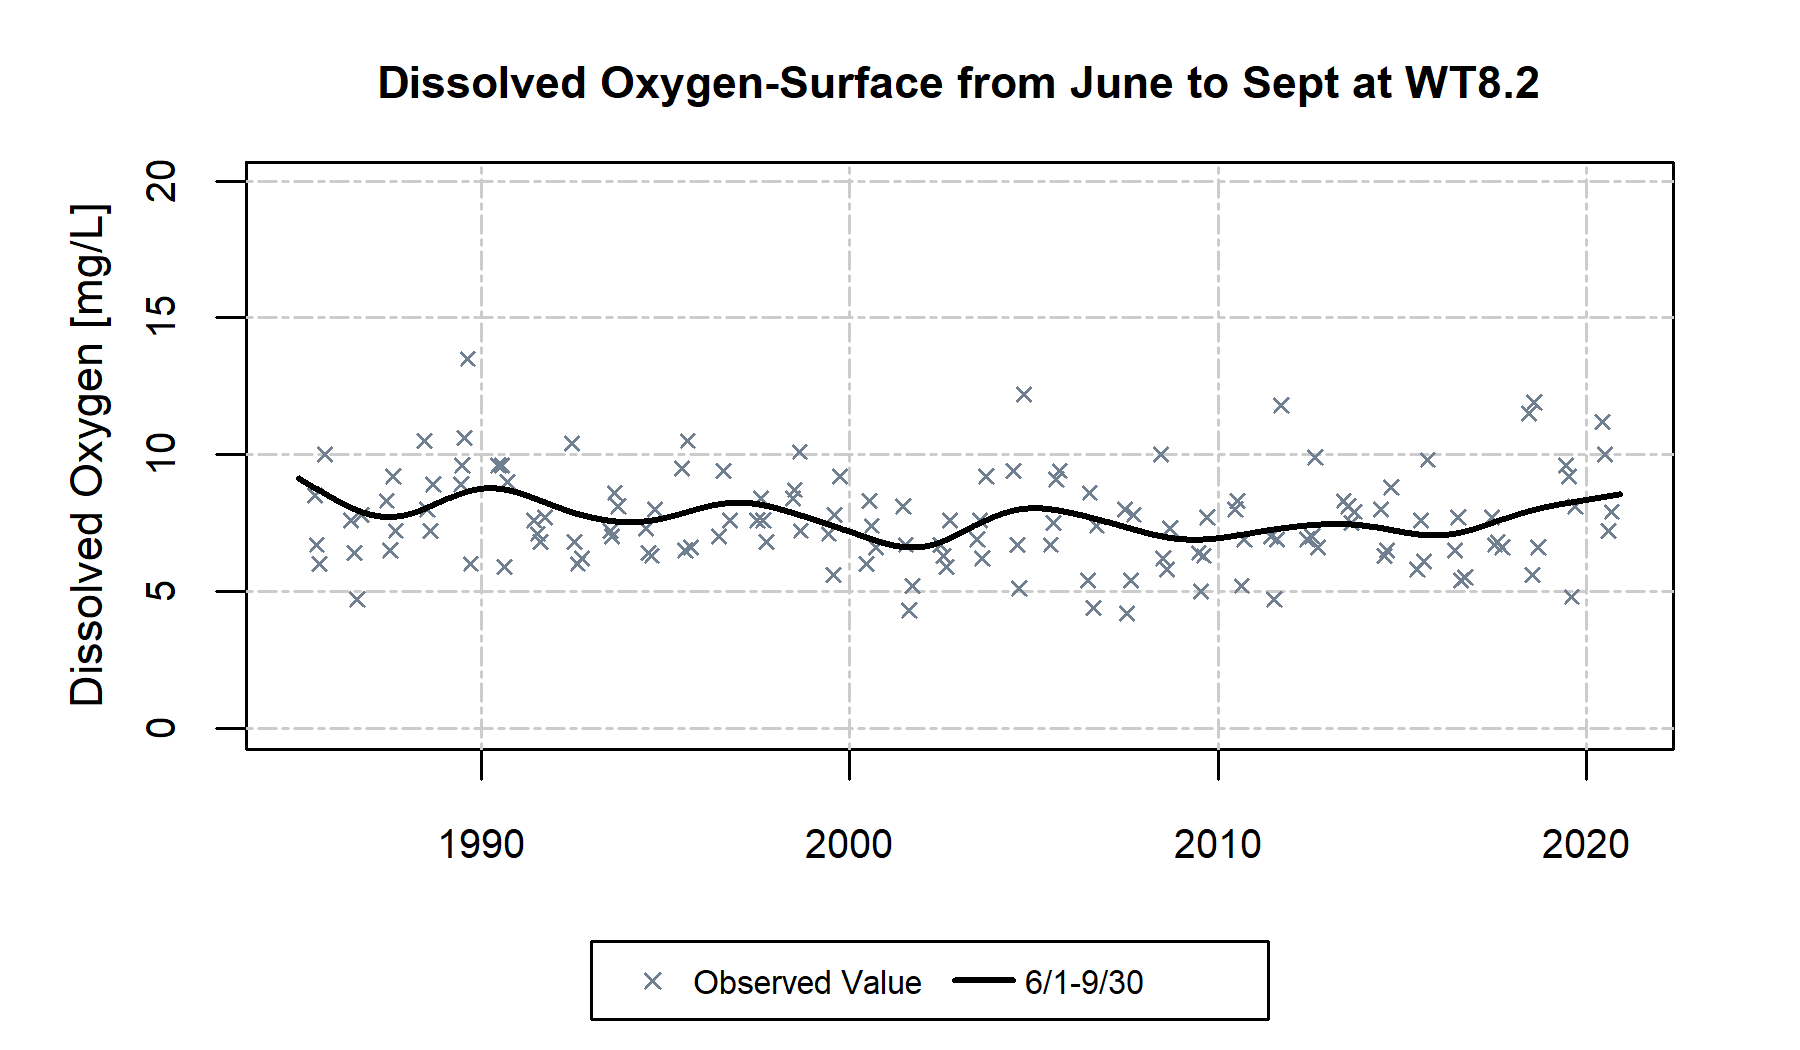 Dissolved Oxygen-Surface from June to Sept at WT8.2
Dissolved Oxygen [mg/L]
20
15
10
5
0
1990 2000 2010 2020
Observed Value 6/1-9/30